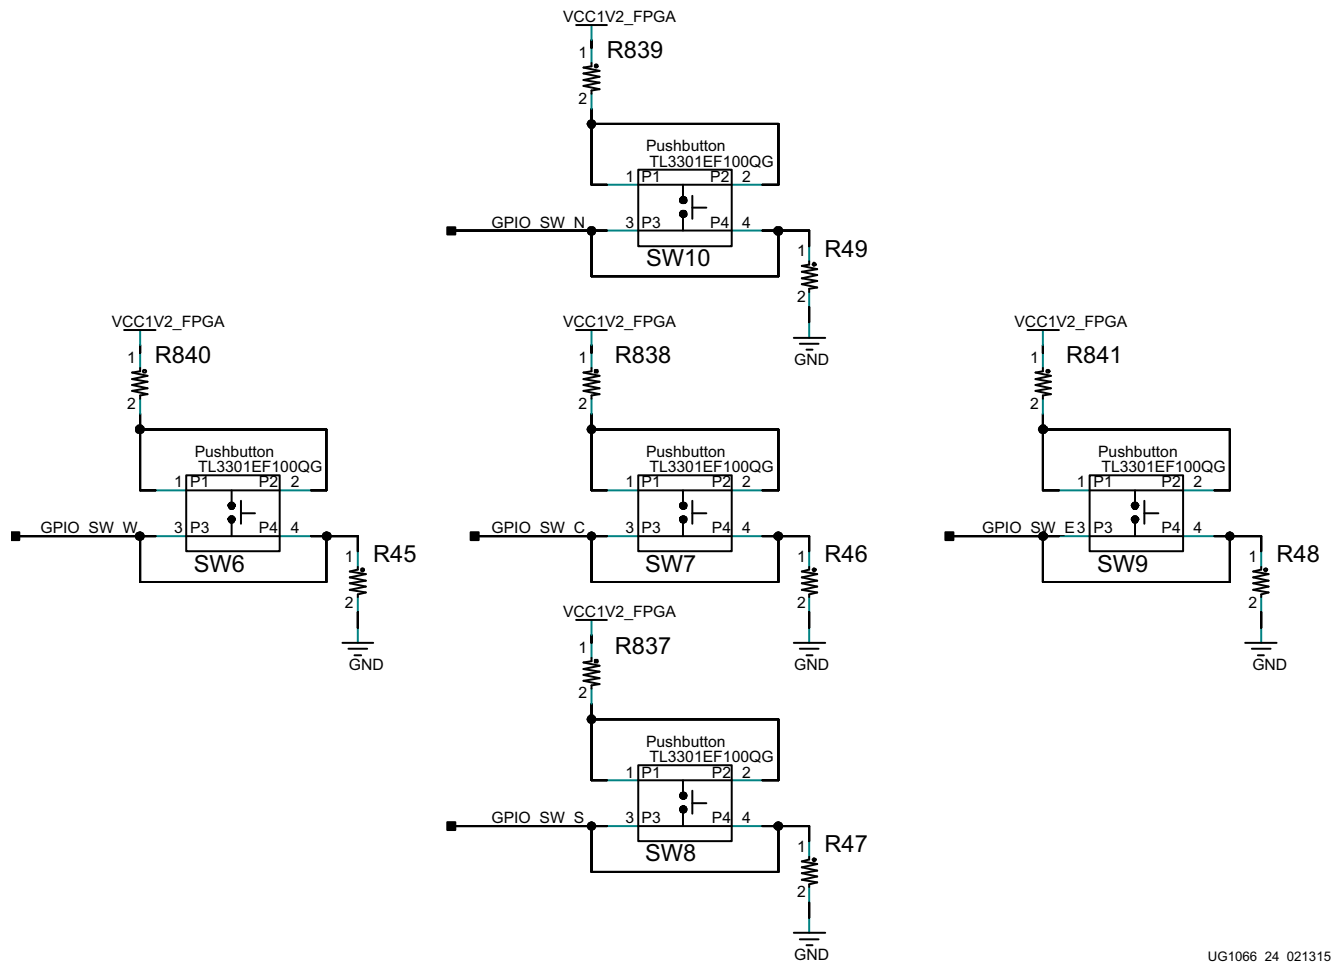 VCC1V2_FPGA
1
R839
2
Pushbutton
TL3301EF100QG
1 P1 P2 2
GPIO_SW_N 3 P3 P4 4
SW10
1
R49
2
GND
VCC1V2_FPGA
1
R840
2
Pushbutton
TL3301EF100QG
1 P1 P2 2
GPIO_SW_W 3 P3 P4 4
SW6
1
R45
2
GND
VCC1V2_FPGA
1
R838
2
Pushbutton
TL3301EF100QG
1 P1 P2 2
GPIO_SW_C 3 P3 P4 4
SW7
1
R46
2
GND
VCC1V2_FPGA
1
R841
2
Pushbutton
TL3301EF100QG
1 P1 P2 2
GPIO_SW_E 3 P3 P4 4
SW9
1
R48
2
GND
VCC1V2_FPGA
1
R837
2
Pushbutton
TL3301EF100QG
1 P1 P2 2
GPIO_SW_S 3 P3 P4 4
SW8
1
R47
2
GND
UG1066_24_021315